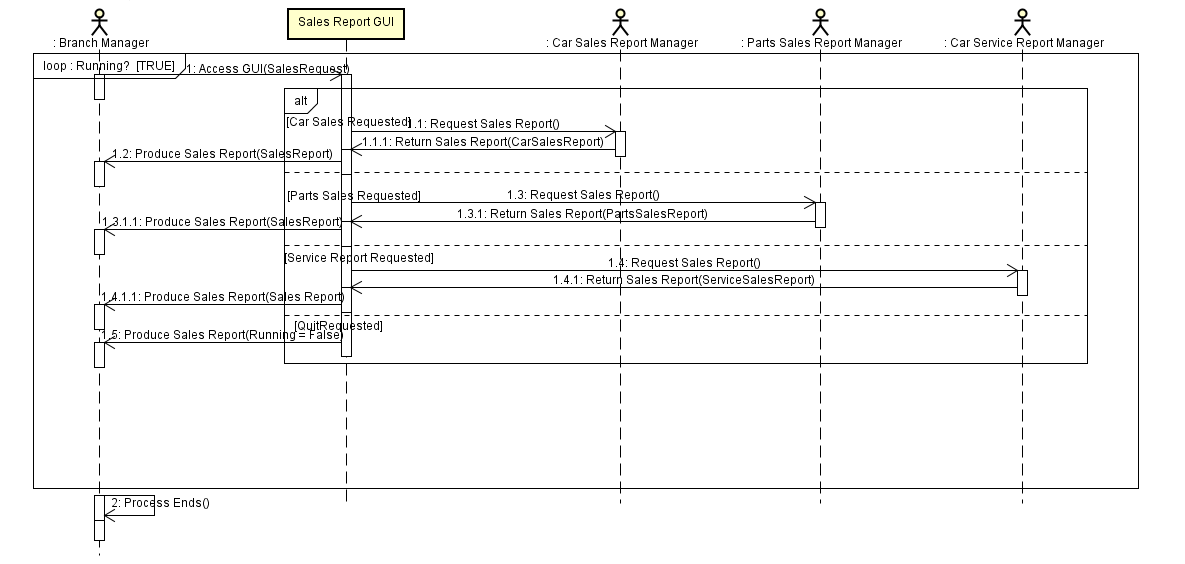 Sales Report GUI
: Branch Manager
: Car Sales Report Manager
: Parts Sales Report Manager
: Car Service Report Manager
loop : Running? [TRUE]
1: Access GUI(SalesRequest)
alt
[Car Sales Requested]
1.1: Request Sales Report()
1.1.1: Return Sales Report(CarSalesReport)
1.2: Produce Sales Report(SalesReport)
[Parts Sales Requested]
1.3: Request Sales Report()
1.3.1: Return Sales Report(PartsSalesReport)
1.3.1.1: Produce Sales Report(SalesReport)
[Service Report Requested]
1.4: Request Sales Report()
1.4.1: Return Sales Report(ServiceSalesReport)
1.4.1.1: Produce Sales Report(Sales Report)
[QuitRequested]
1.5: Produce Sales Report(Running = False)
2: Process Ends()